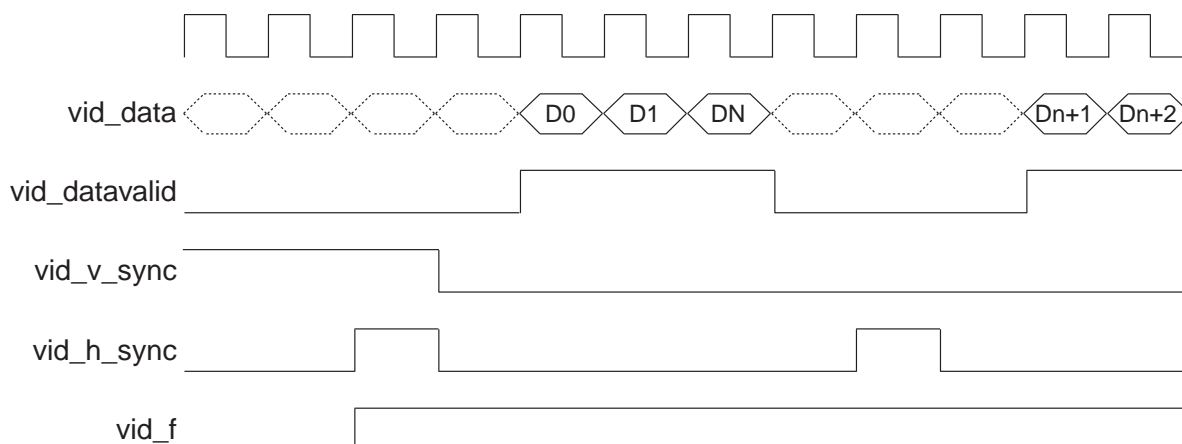 vid_data D0 D1 DN Dn+1 Dn+2
vid_datavalid
vid_v_sync
vid_h_sync
vid_f